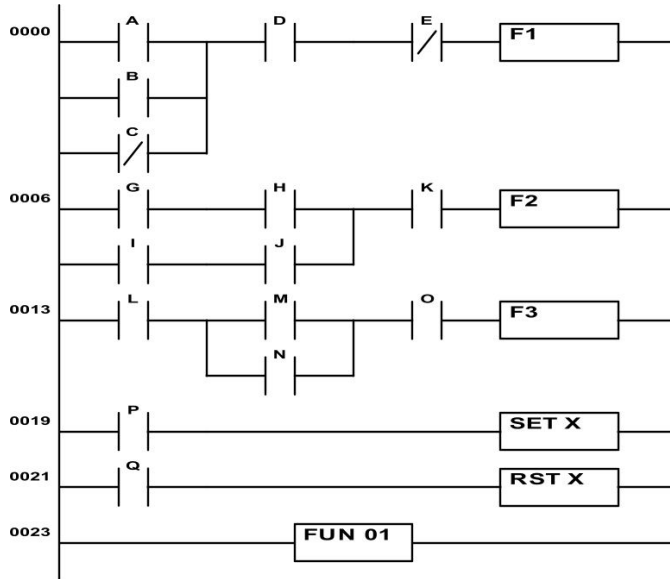 A D E
0000 F1
B
C
G H K
0006 F2
I J
L M O
0013 F3
N
P
0019 SET X
Q
0021 RST X
0023 FUN 01